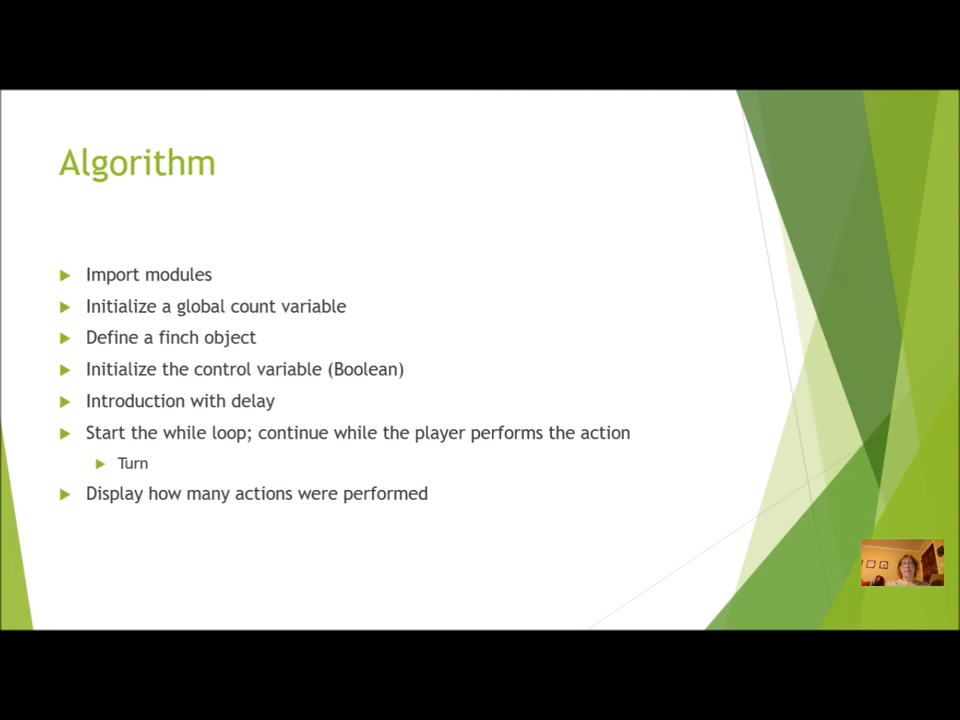 Algorithm
Import modules
Initialize a global count variable
Define a finch object
Initialize the control variable (Boolean)
Introduction with delay
Start the while loop; continue while the player performs the action
Turn
Display how many actions were performed